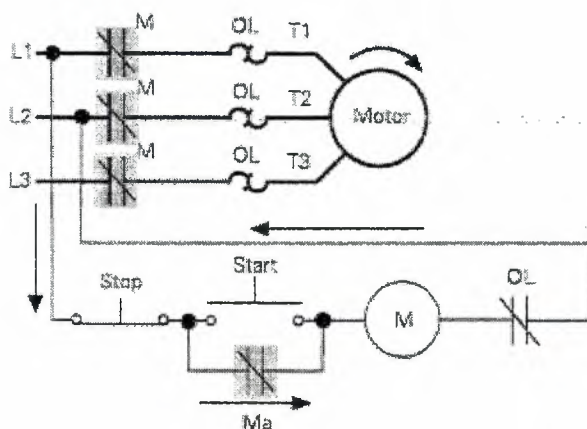 M OL T1
L1
M OL T2
L2 Motor
M OL T3
L3
Start
Stop OL
M
Ma